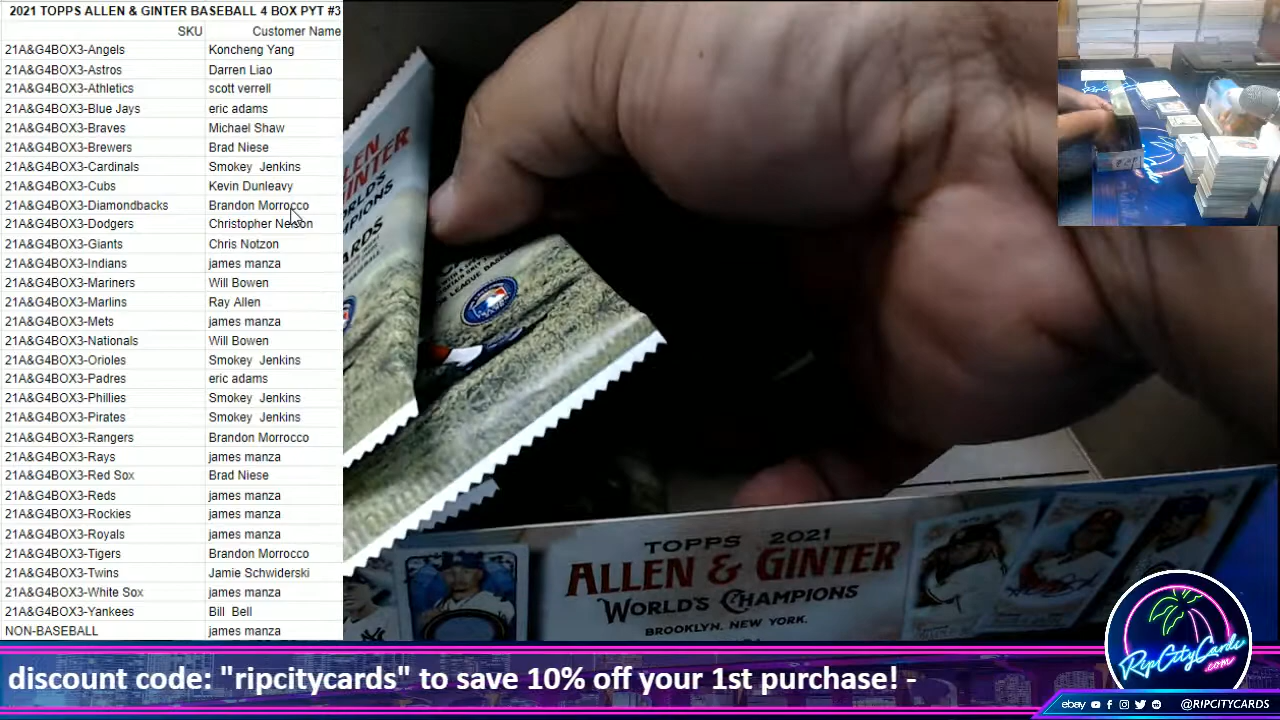 2021 TOPPS ALLEN & GINTER BASEBALL 4 BOX PYT #3
SKU Customer Name
21A&G4BOX3-Angels Koncheng Yang
21A&G4BOX3-Astros Darren Liao
21A&G4BOX3-Athletics scott verrell
21A&G4BOX3-Blue Jays eric adams
21A&G4BOX3-Braves Michael Shaw
21A&G4BOX3-Brewers Brad Niese
21A&G4BOX3-Cardinals Smokey Jenkins
21A&G4BOX3-Cubs Kevin Dunleavy
21A&G4BOX3-Diamondbacks Brandon Morrocco
21A&G4BOX3-Dodgers Christopher Nelson
21A&G4BOX3-Giants Chris Notzon
21A&G4BOX3-Indians james manza
21A&G4BOX3-Mariners Will Bowen
21A&G4BOX3-Marlins Ray Allen
21A&G4BOX3-Mets james manza
21A&G4BOX3-Nationals Will Bowen
21A&G4BOX3-Orioles Smokey Jenkins
21A&G4BOX3-Padres eric adams
21A&G4BOX3-Phillies Smokey Jenkins
21A&G4BOX3-Pirates Smokey Jenkins
21A&G4BOX3-Rangers Brandon Morrocco
21A&G4BOX3-Rays james manza
21A&G4BOX3-Red Sox Brad Niese
21A&G4BOX3-Reds james manza
21A&G4BOX3-Rockies james manza
21A&G4BOX3-Royals james manza
21A&G4BOX3-Tigers Brandon Morrocco
21A&G4BOX3-Twins Jamie Schwiderski
21A&G4BOX3-White Sox james manza
21A&G4BOX3-Yankees Bill Bell
NON-BASEBALL james manza
TOPPS 2021
ALLEN & GINTER
WORLD'S CHAMPIONS
BROOKLYN, NEW YORK.
RipCityCards
.com
discount code: "ripcitycards" to save 10% off your 1st purchase! -
ebay @RIPCITYCARDS